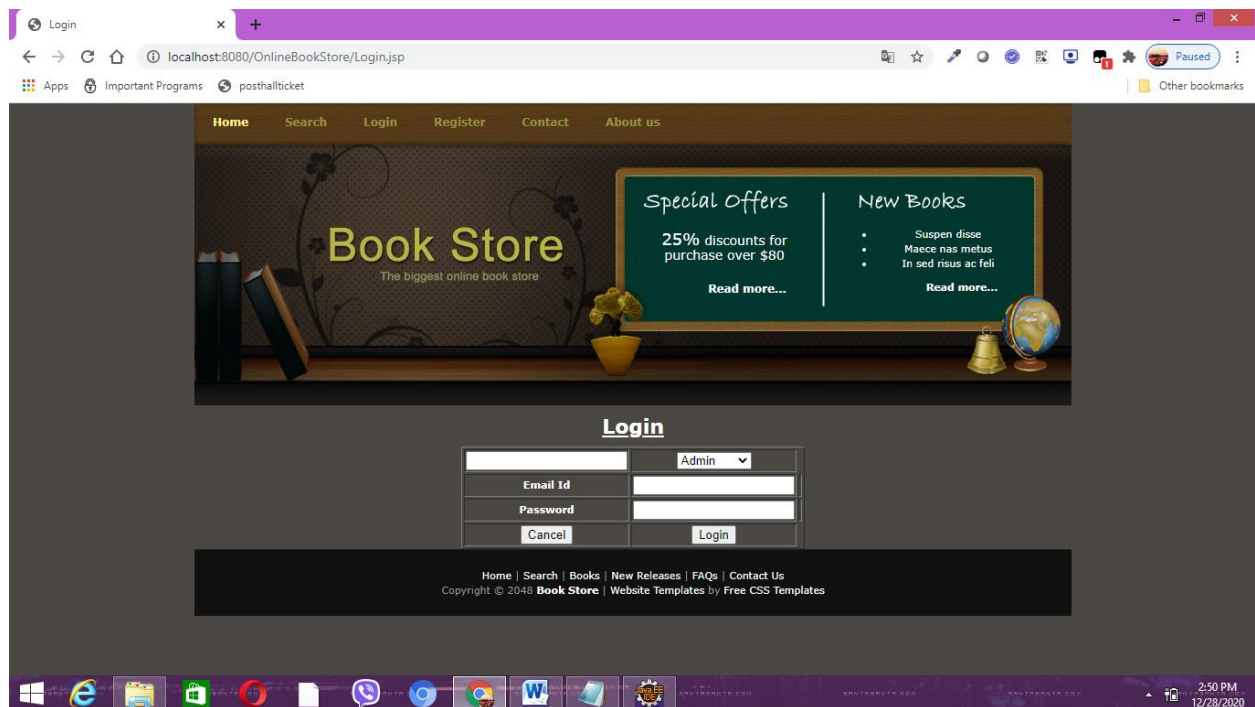 Login
localhost:8080/OnlineBookStore/Login.jsp
Paused
Apps Important Programs posthallticket Other bookmarks
Home Search Login Register Contact About us
Book Store
The biggest online book store
Special Offers
25% discounts for
purchase over $80
Read more...
New Books
Suspen disse
Maece nas metus
In sed risus ac feli
Read more...
Login
Admin
Email Id
Password
Cancel Login
Home | Search | Books | New Releases | FAQs | Contact Us
Copyright © 2048 Book Store | Website Templates by Free CSS Templates
Java EE
IDE
2:50 PM
12/28/2020